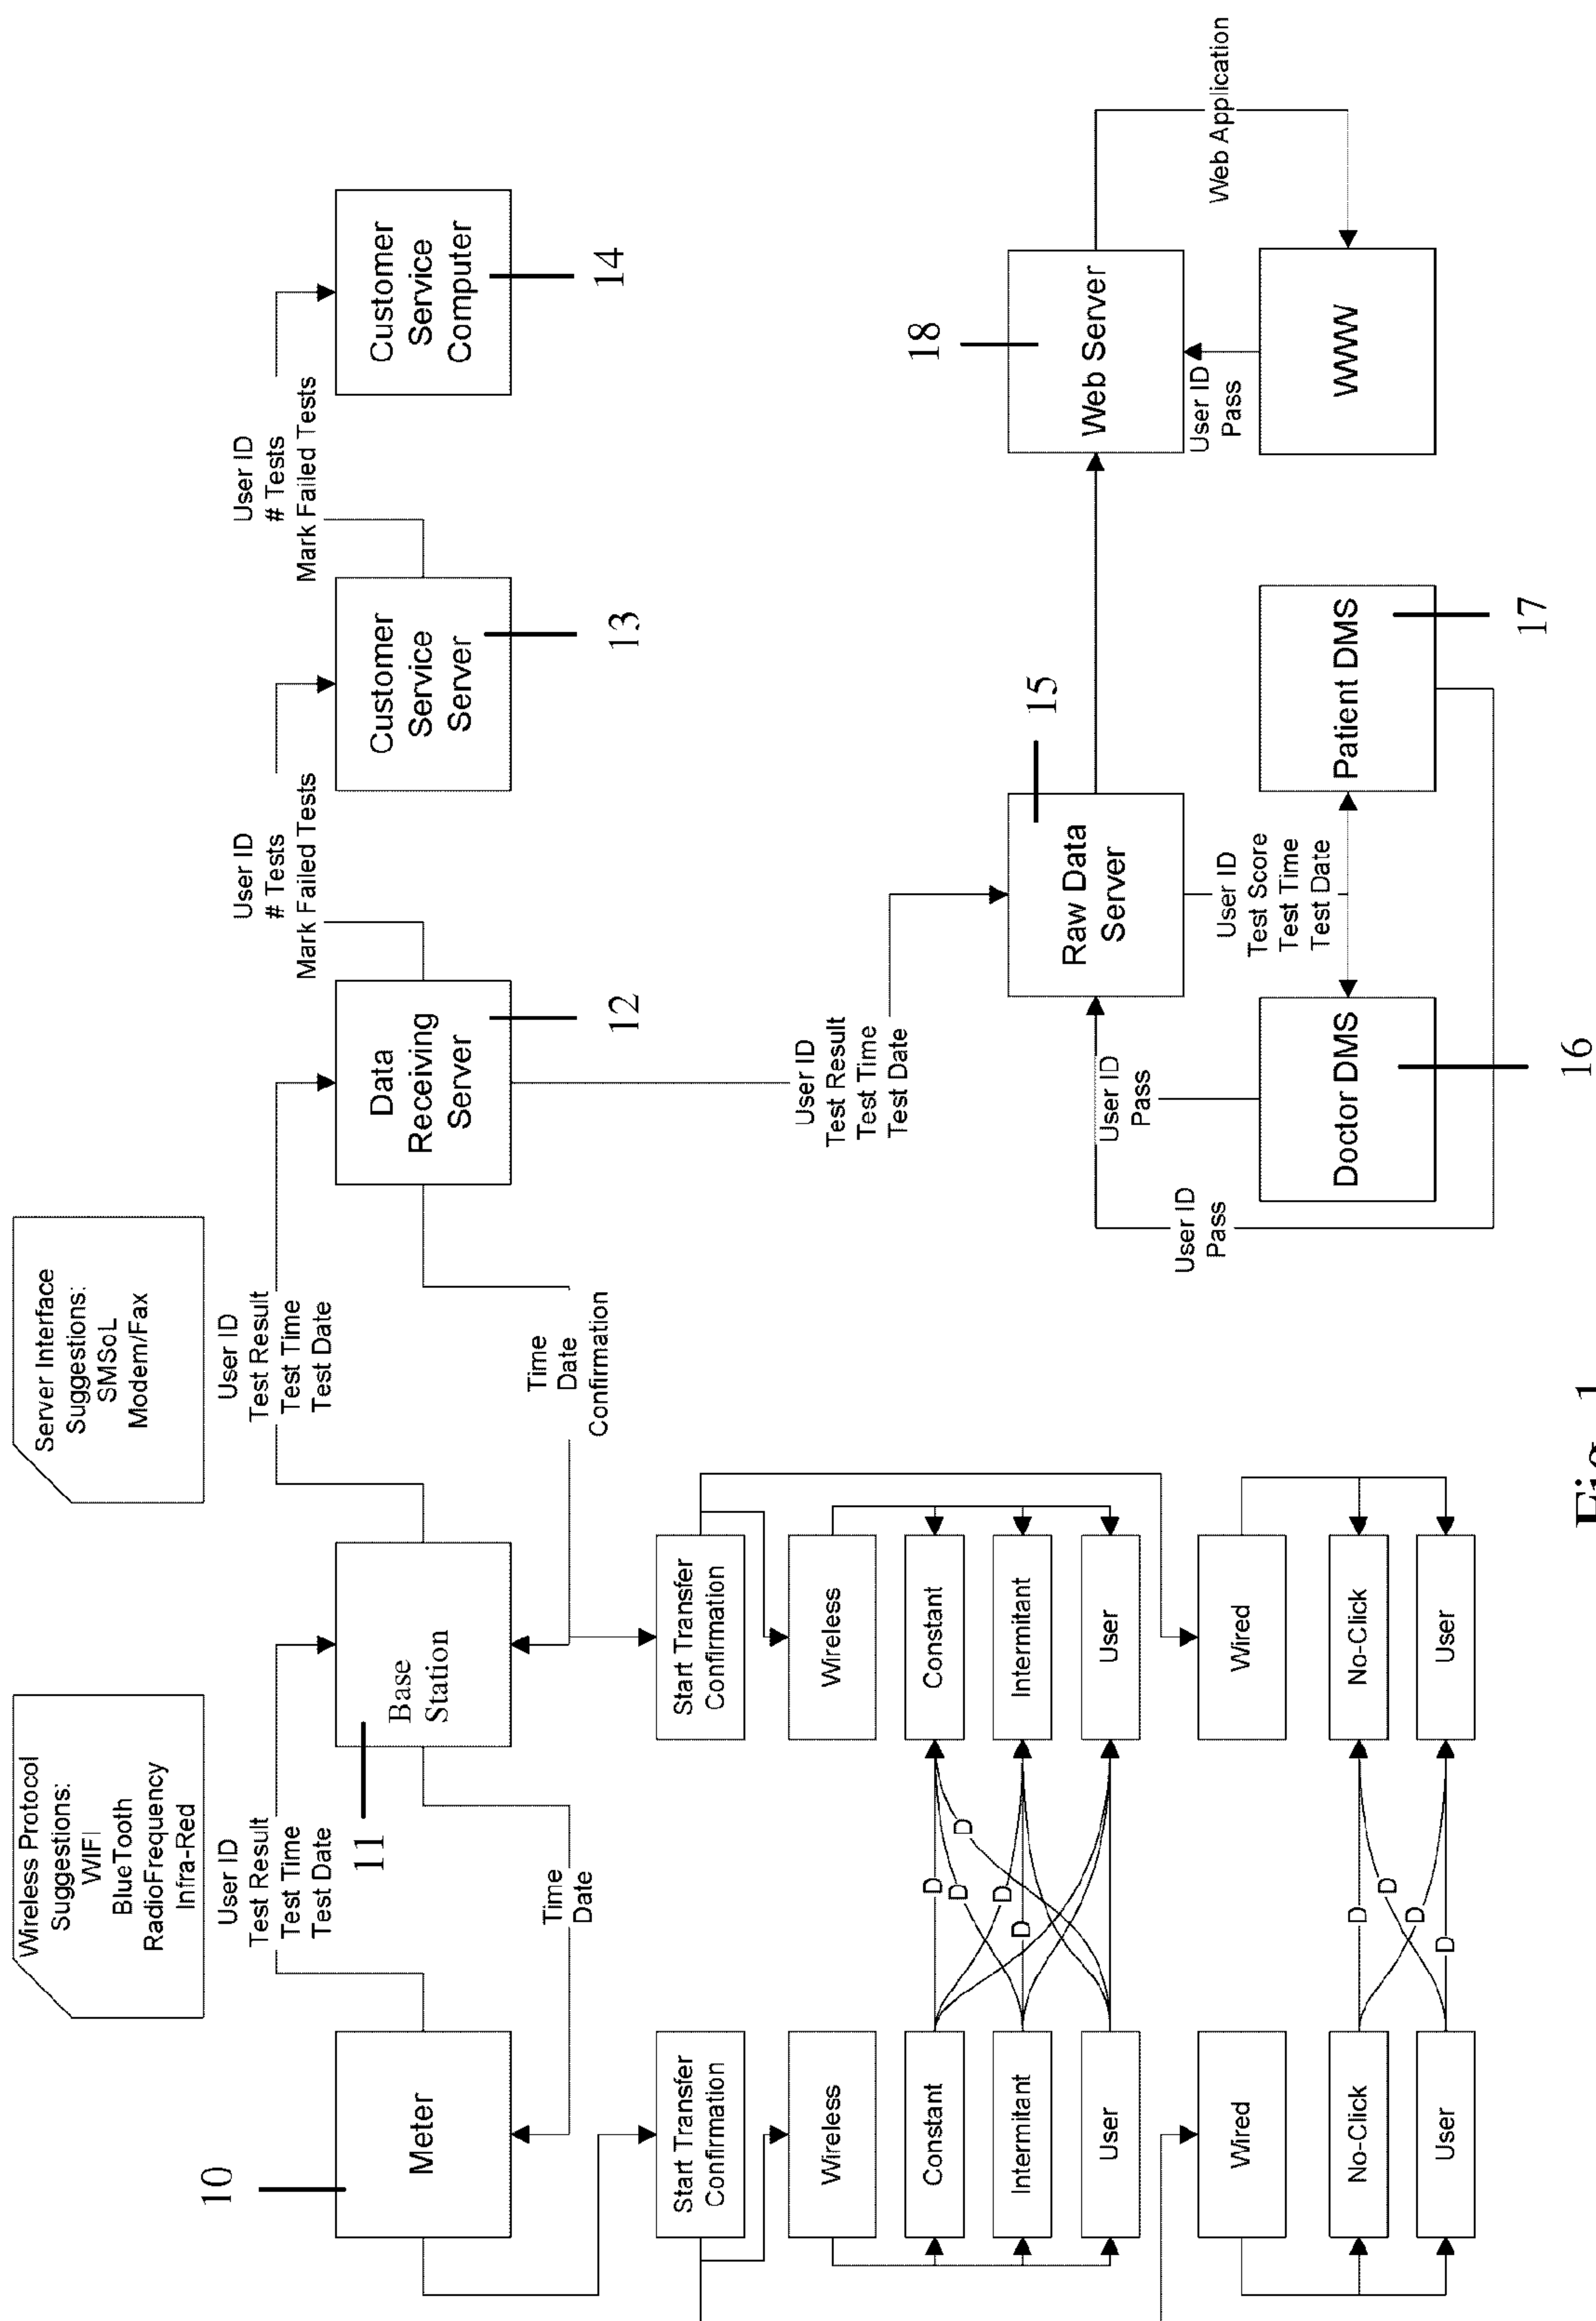 Wireless Protocol
Suggestions:
WIFI
BlueTooth
RadioFrequency
Infra-Red
Server Interface
Suggestions:
SMSoL
Modem/Fax
User ID
Test Result
Test Time
Test Date
User ID
Test Result
Test Time
Test Date
User ID
# Tests
Mark Failed Tests
User ID
# Tests
Mark Failed Tests
10
Meter
11
Base
Station
Data
Receiving
Server
12
Customer
Service
Server
13
Customer
Service
Computer
14
Time
Date
Time
Date
Confirmation
Start Transfer
Confirmation
Start Transfer
Confirmation
Wireless
Wireless
Constant
D
Constant
D
D
D
Intermitant
D
Intermitant
User
User
Wired
Wired
No-Click
D
No-Click
D
D
User
D
User
User ID
Test Result
Test Time
Test Date
15
Raw Data
Server
18
Web Server
Web Application
User ID
Pass
User ID
Pass
User ID
Test Score
Test Time
Test Date
User ID
Pass
Doctor DMS
16
Patient DMS
17
WWW
Fig. 1